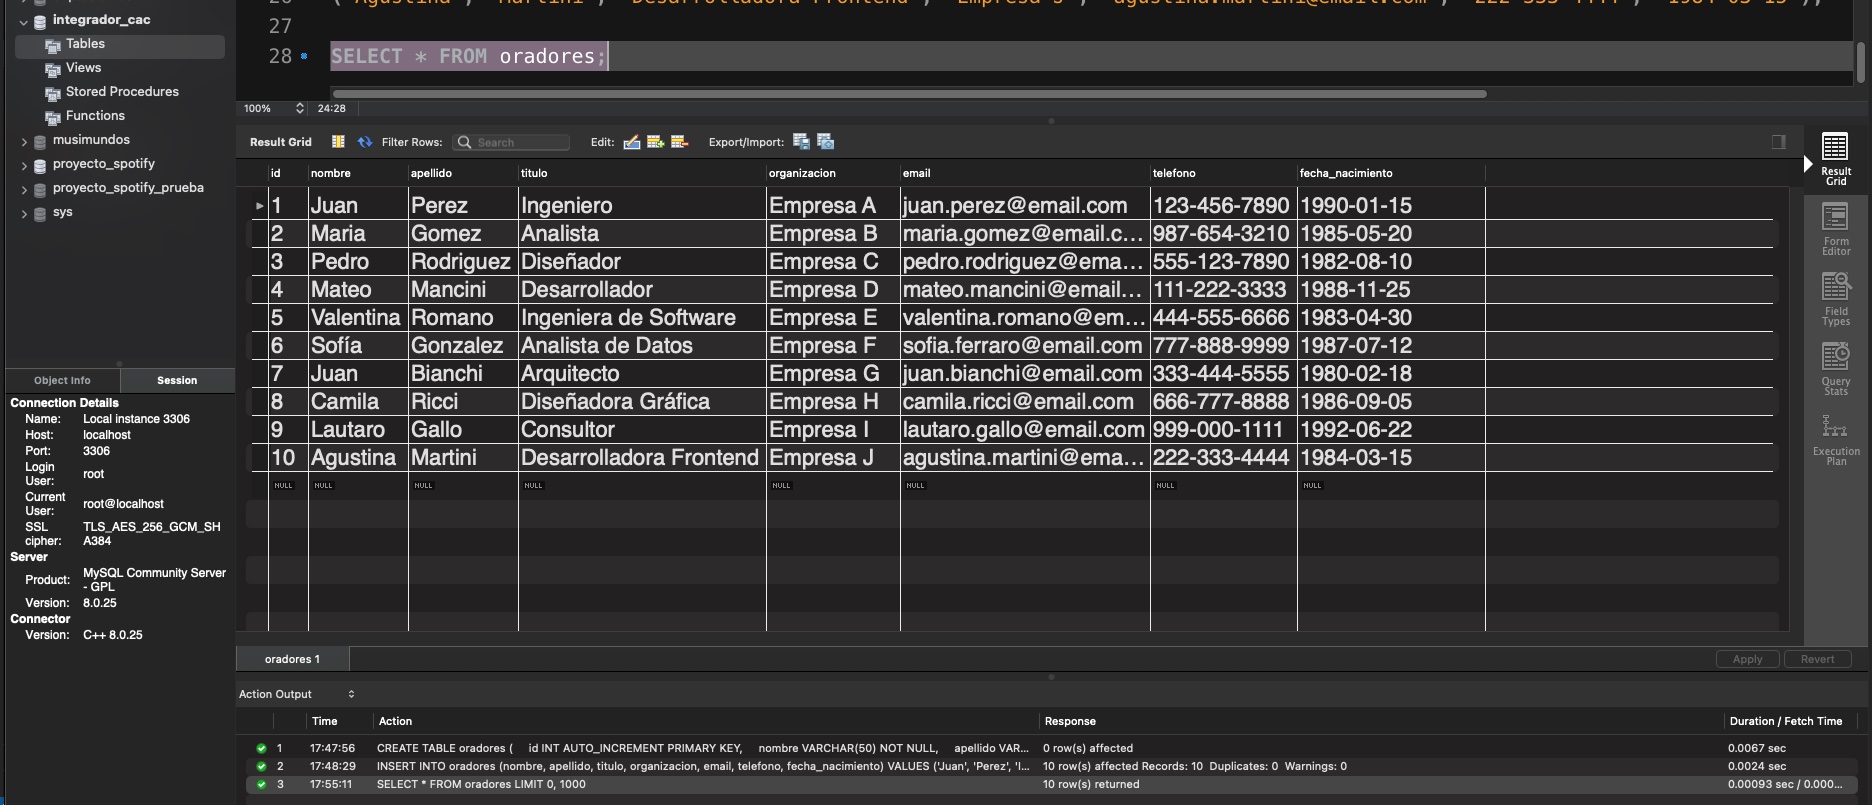 integrador_cac
Tables
Views
Stored Procedures
Functions
musimundos
proyecto_spotify
proyecto_spotify_prueba
sys
Object Info Session
Connection Details
Name: Local instance 3306
Host: localhost
Port: 3306
Login User: root
Current User: root@localhost
SSL cipher: TLS_AES_256_GCM_SHA384
Server
Product: MySQL Community Server - GPL
Version: 8.0.25
Connector
Version: C++ 8.0.25
27
28 SELECT * FROM oradores;
100% 24:28
Result Grid Filter Rows: Search Edit: Export/Import:
id nombre apellido titulo organizacion email telefono fecha_nacimiento
1 Juan Perez Ingeniero Empresa A juan.perez@email.com 123-456-7890 1990-01-15
2 Maria Gomez Analista Empresa B maria.gomez@email.c... 987-654-3210 1985-05-20
3 Pedro Rodriguez Diseñador Empresa C pedro.rodriguez@ema... 555-123-7890 1982-08-10
4 Mateo Mancini Desarrollador Empresa D mateo.mancini@email... 111-222-3333 1988-11-25
5 Valentina Romano Ingeniera de Software Empresa E valentina.romano@em... 444-555-6666 1983-04-30
6 Sofía Gonzalez Analista de Datos Empresa F sofia.ferraro@email.com 777-888-9999 1987-07-12
7 Juan Bianchi Arquitecto Empresa G juan.bianchi@email.com 333-444-5555 1980-02-18
8 Camila Ricci Diseñadora Gráfica Empresa H camila.ricci@email.com 666-777-8888 1986-09-05
9 Lautaro Gallo Consultor Empresa I lautaro.gallo@email.com 999-000-1111 1992-06-22
10 Agustina Martini Desarrolladora Frontend Empresa J agustina.martini@ema... 222-333-4444 1984-03-15
NULL NULL NULL NULL NULL NULL NULL NULL
Result Grid
Form Editor
Field Types
Query Stats
Execution Plan
oradores 1 Apply Revert
Action Output
Time Action Response Duration / Fetch Time
1 17:47:56 CREATE TABLE oradores ( id INT AUTO_INCREMENT PRIMARY KEY, nombre VARCHAR(50) NOT NULL, apellido VAR... 0 row(s) affected 0.0067 sec
2 17:48:29 INSERT INTO oradores (nombre, apellido, titulo, organizacion, email, telefono, fecha_nacimiento) VALUES ('Juan', 'Perez', 'I... 10 row(s) affected Records: 10 Duplicates: 0 Warnings: 0 0.0024 sec
3 17:55:11 SELECT * FROM oradores LIMIT 0, 1000 10 row(s) returned 0.00093 sec / 0.000...